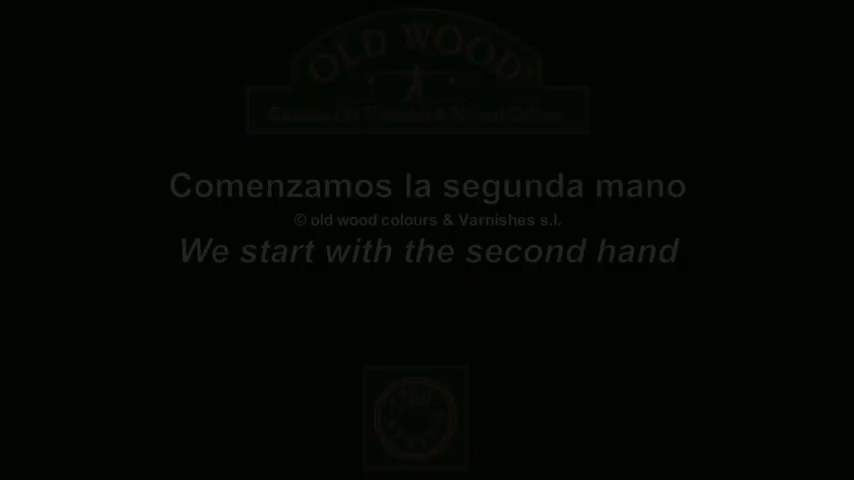 OLD WOOD
Comenzamos la segunda mano
© old wood colours & Varnishes s.l.
We start with the second hand